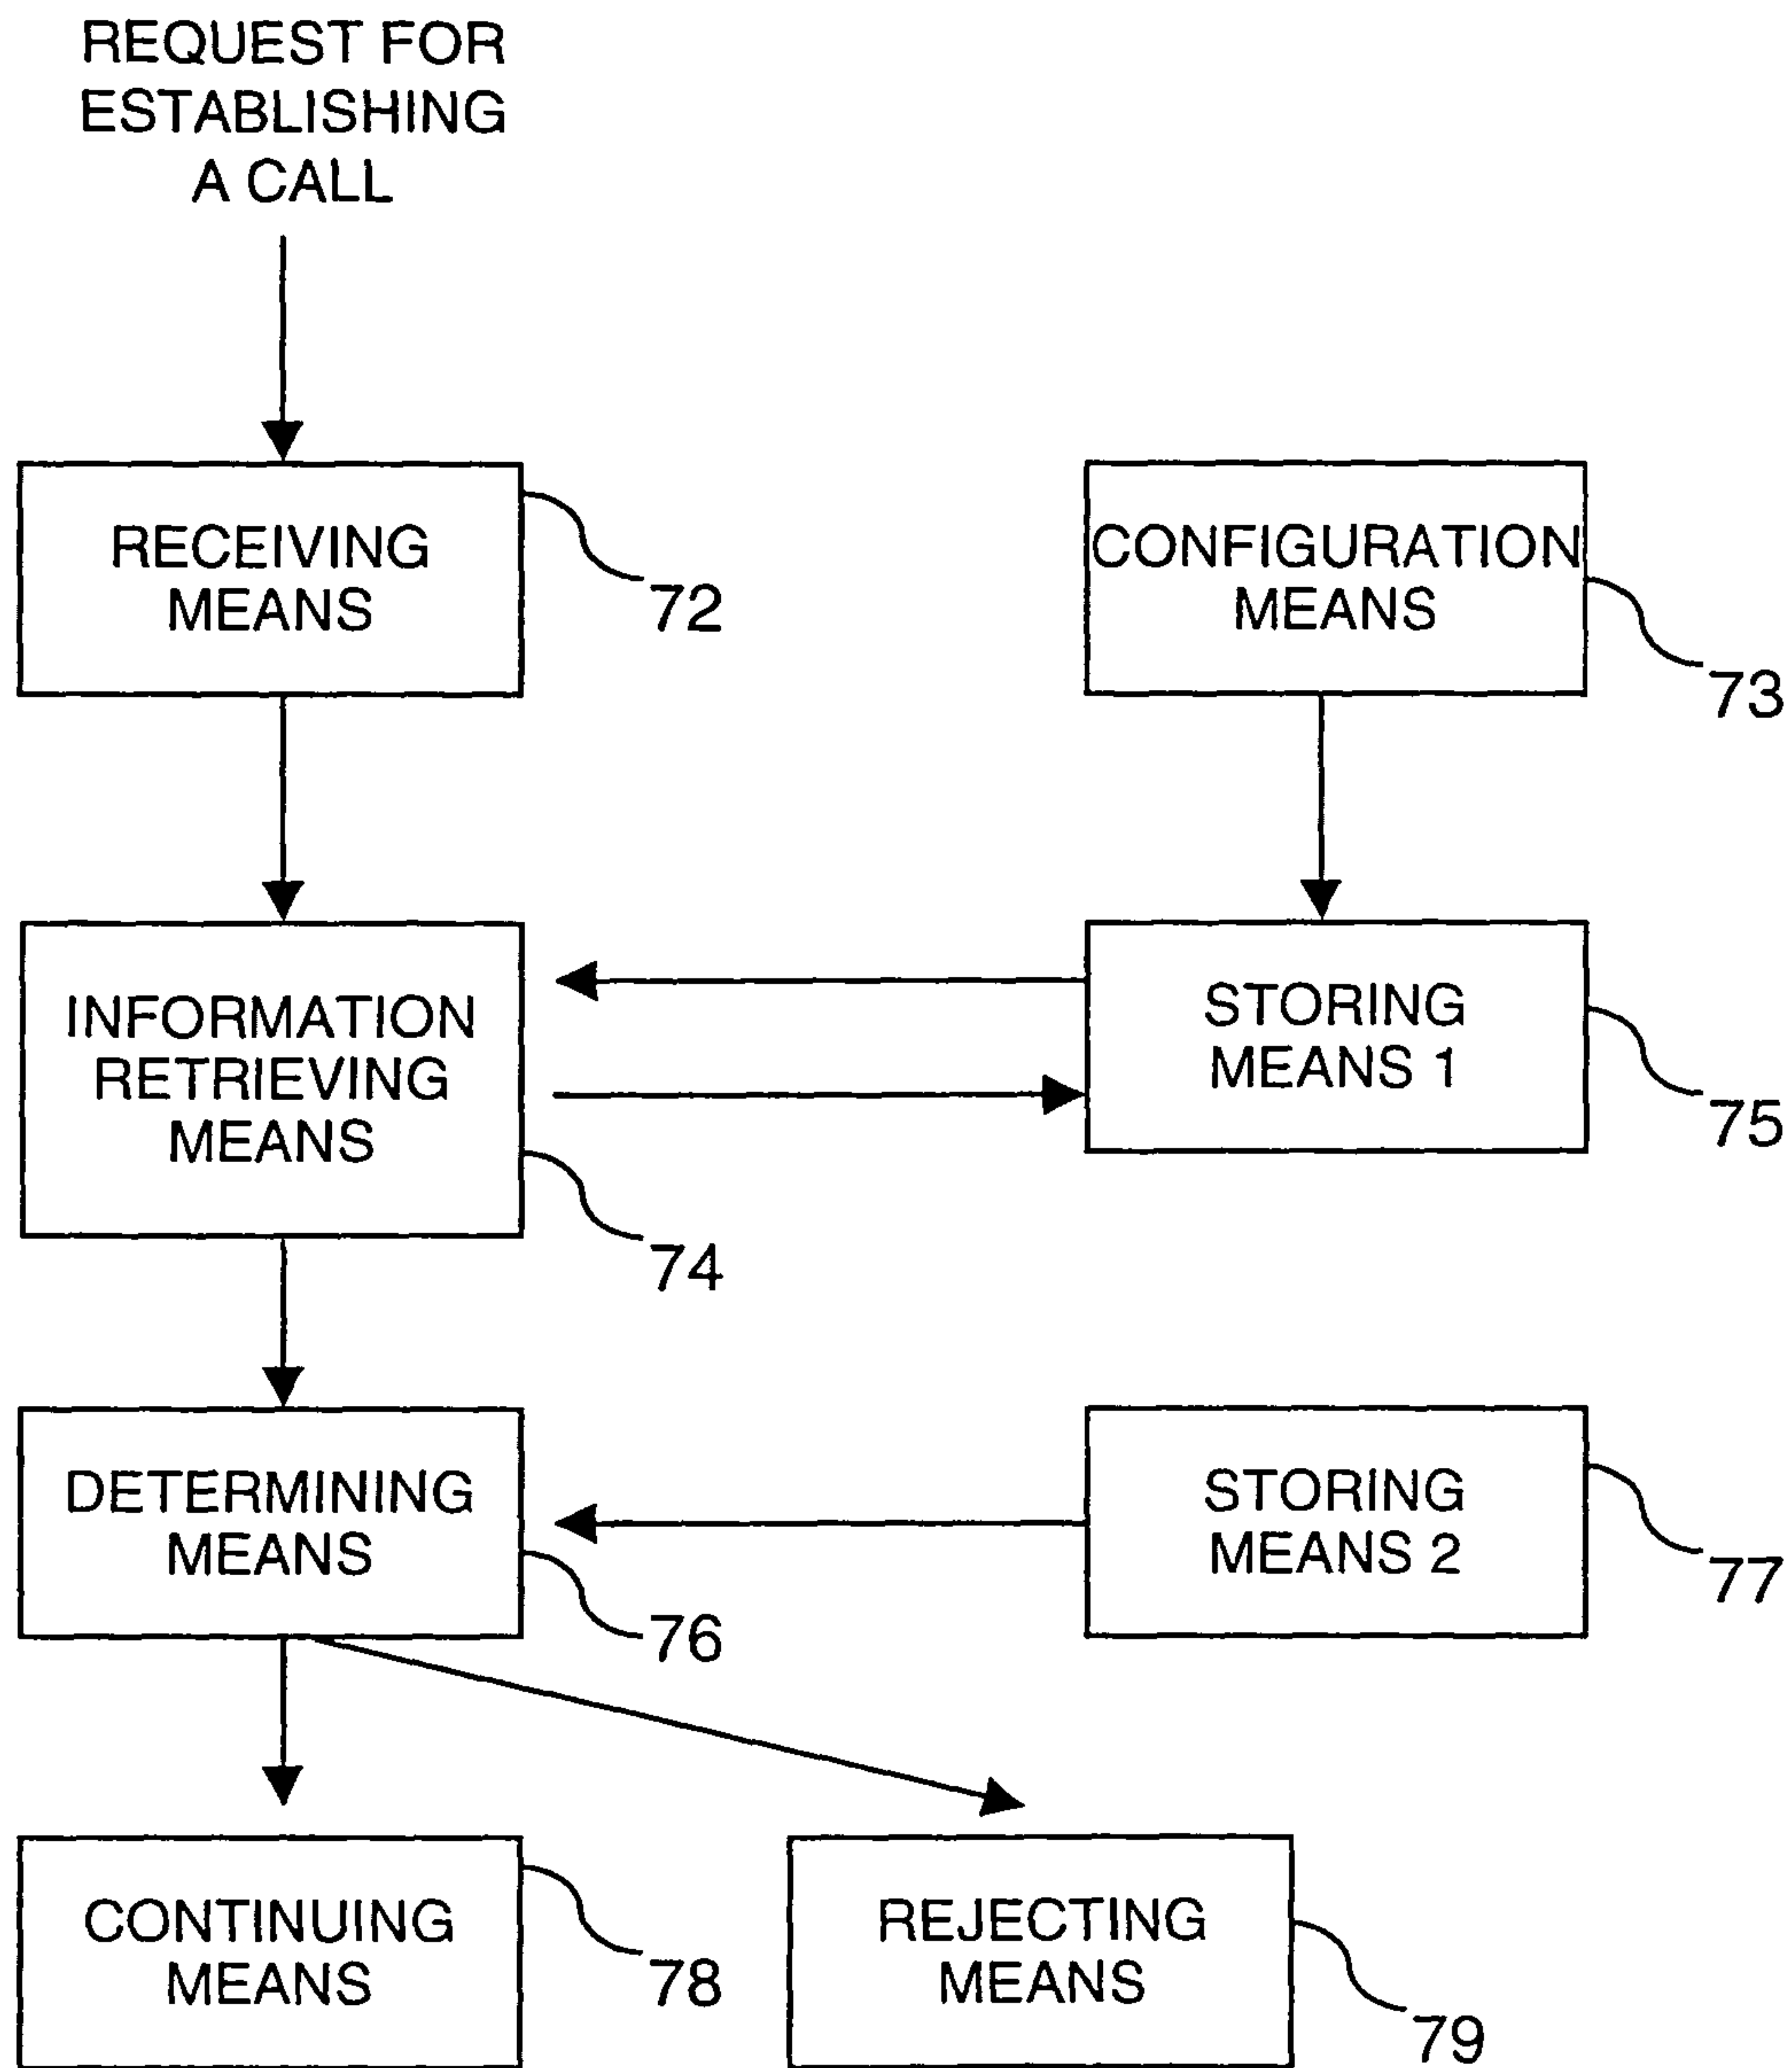 REQUEST FOR
ESTABLISHING
A CALL
RECEIVING
MEANS
72
CONFIGURATION
MEANS
73
INFORMATION
RETRIEVING
MEANS
74
STORING
MEANS 1
75
DETERMINING
MEANS
76
STORING
MEANS 2
77
CONTINUING
MEANS
78
REJECTING
MEANS
79